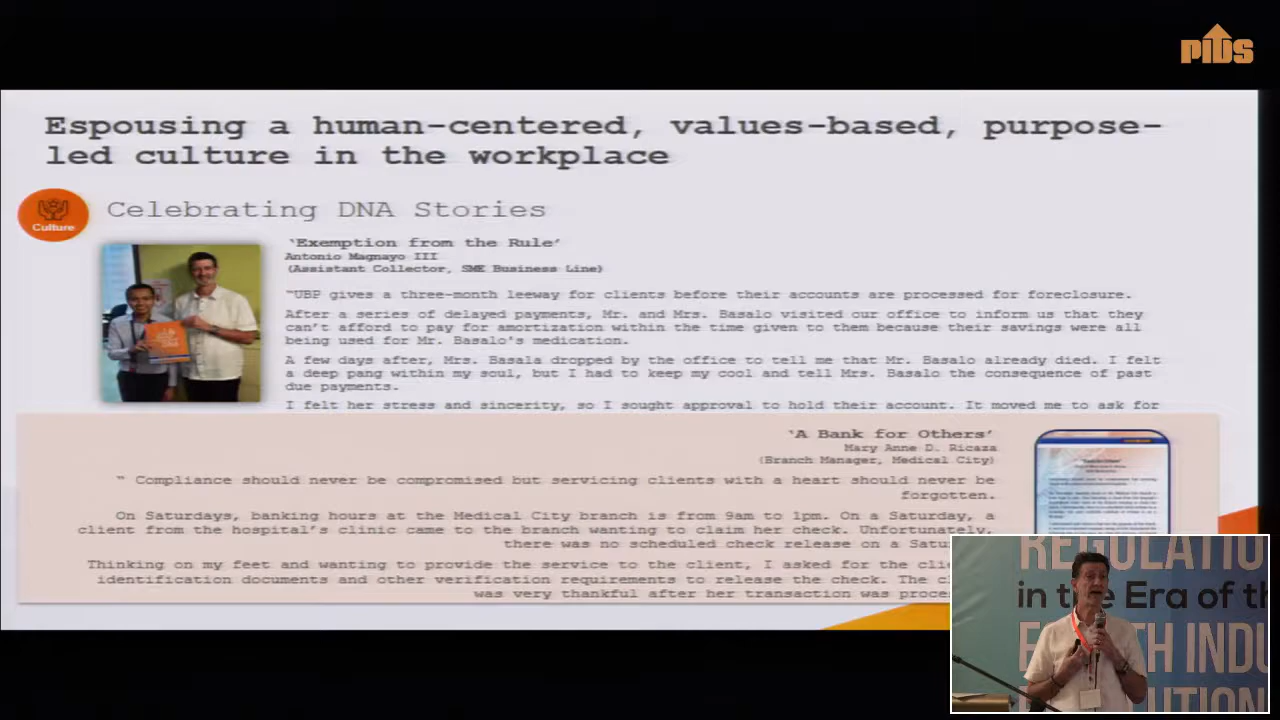 PIDS
Espousing a human-centered, values-based, purpose-
led culture in the workplace
Culture
Celebrating DNA Stories
'Exemption from the Rule'
Antonio Magnayo III
(Assistant Collector, SME Business Line)
"UBP gives a three-month leeway for clients before their accounts are processed for foreclosure.
After a series of delayed payments, Mr. and Mrs. Basalo visited our office to inform us that they
can't afford to pay for amortization within the time given to them because their savings were all
being used for Mr. Basalo's medication.
A few days after, Mrs. Basala dropped by the office to tell me that Mr. Basalo already died. I felt
a deep pang within my soul, but I had to keep my cool and tell Mrs. Basalo the consequence of past
due payments.
I felt her stress and sincerity, so I sought approval to hold their account. It moved me to ask for
'A Bank for Others'
Mary Anne D. Ricaza
(Branch Manager, Medical City)
" Compliance should never be compromised but servicing clients with a heart should never be
forgotten.
On Saturdays, banking hours at the Medical City branch is from 9am to 1pm. On a Saturday, a
client from the hospital's clinic came to the branch wanting to claim her check. Unfortunately,
there was no scheduled check release on a Satur
Thinking on my feet and wanting to provide the service to the client, I asked for the clie
identification documents and other verification requirements to release the check. The cl
was very thankful after her transaction was proces
REGULATIO
in the Era of th
INDU